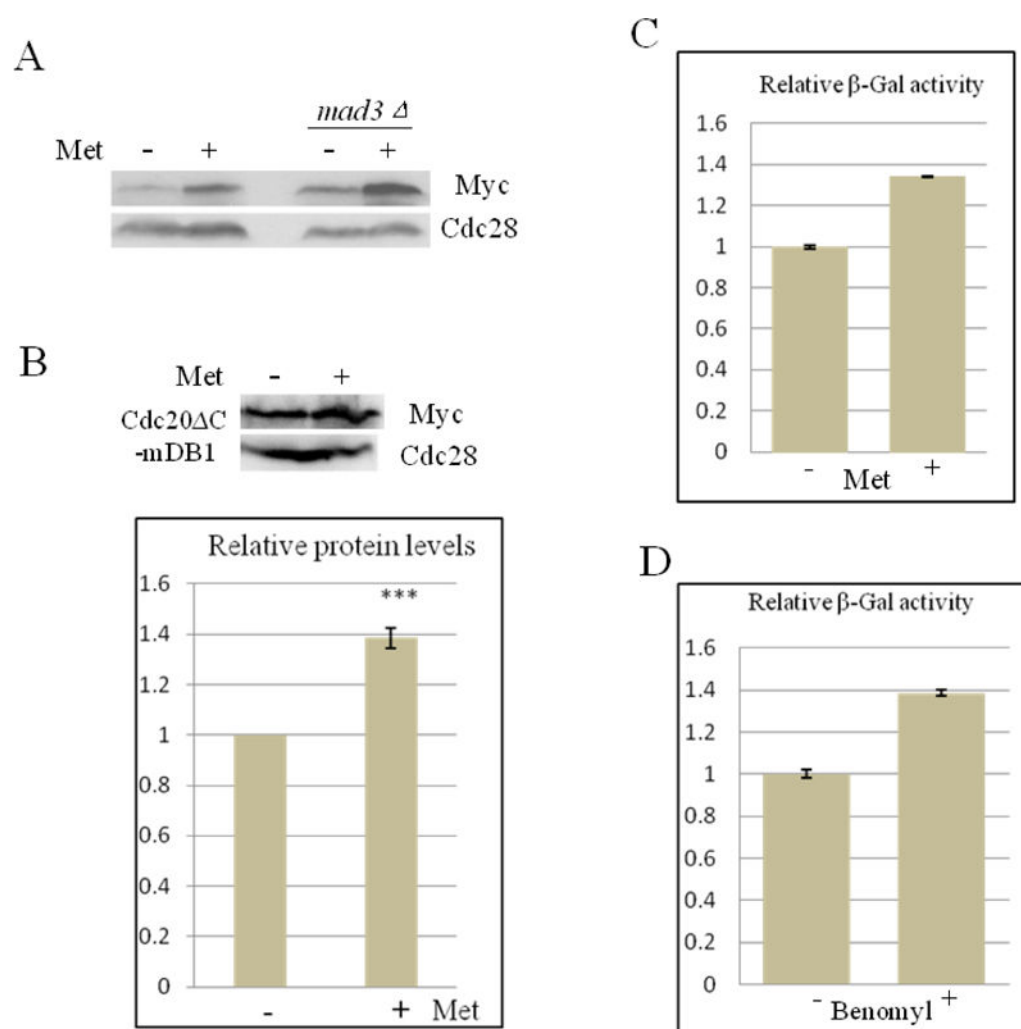 A
mad3 Δ
Met - + - +
Myc
Cdc28
B
Met - +
Cdc20ΔC
-mDB1
Myc
Cdc28
Relative protein levels
1.6
1.4
***
1.2
1
0.8
0.6
0.4
0.2
0
- + Met
C
Relative β-Gal activity
1.6
1.4
1.2
1
0.8
0.6
0.4
0.2
0
- +
Met
D
Relative β-Gal activity
1.6
1.4
1.2
1
0.8
0.6
0.4
0.2
0
- +
Benomyl